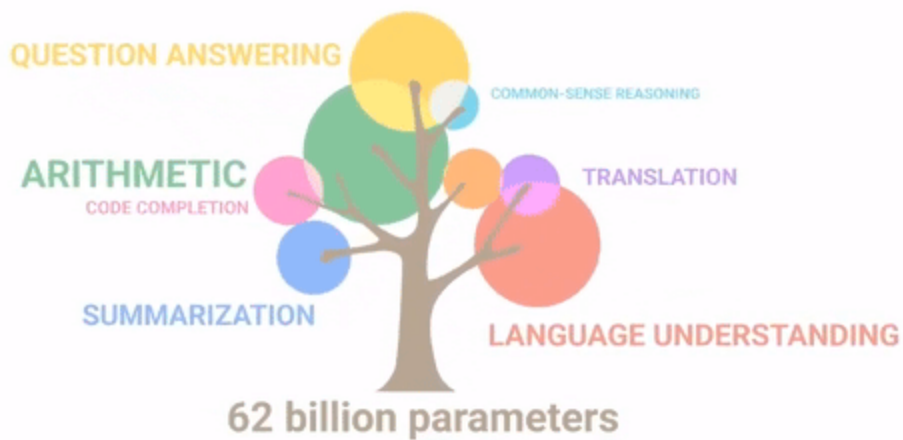 QUESTION ANSWERING
COMMON-SENSE REASONING
ARITHMETIC
CODE COMPLETION
TRANSLATION
SUMMARIZATION
LANGUAGE UNDERSTANDING
62 billion parameters